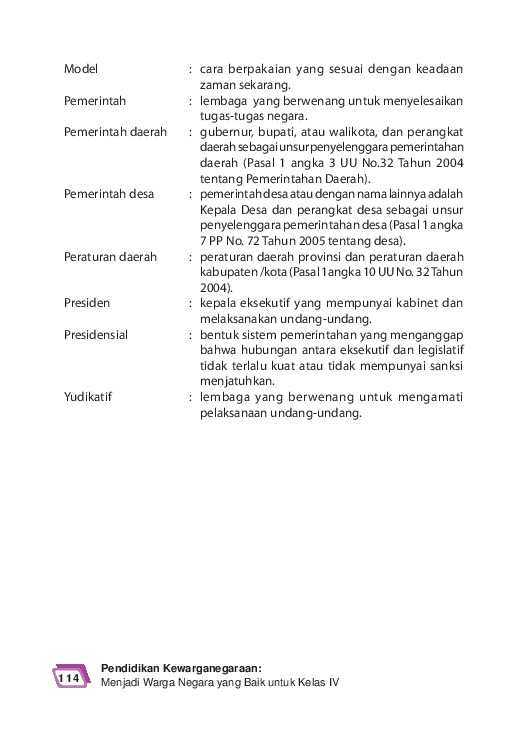 Model : cara berpakaian yang sesuai dengan keadaan
zaman sekarang.
Pemerintah : lembaga yang berwenang untuk menyelesaikan
tugas-tugas negara.
Pemerintah daerah : gubernur, bupati, atau walikota, dan perangkat
daerah sebagai unsur penyelenggara pemerintahan
daerah (Pasal 1 angka 3 UU No.32 Tahun 2004
tentang Pemerintahan Daerah).
Pemerintah desa : pemerintah desa atau dengan nama lainnya adalah
Kepala Desa dan perangkat desa sebagai unsur
penyelenggara pemerintahan desa (Pasal 1 angka
7 PP No. 72 Tahun 2005 tentang desa).
Peraturan daerah : peraturan daerah provinsi dan peraturan daerah
kabupaten /kota (Pasal 1 angka 10 UU No. 32 Tahun
2004).
Presiden : kepala eksekutif yang mempunyai kabinet dan
melaksanakan undang-undang.
Presidensial : bentuk sistem pemerintahan yang menganggap
bahwa hubungan antara eksekutif dan legislatif
tidak terlalu kuat atau tidak mempunyai sanksi
menjatuhkan.
Yudikatif : lembaga yang berwenang untuk mengamati
pelaksanaan undang-undang.
Pendidikan Kewarganegaraan:
114 Menjadi Warga Negara yang Baik untuk Kelas IV